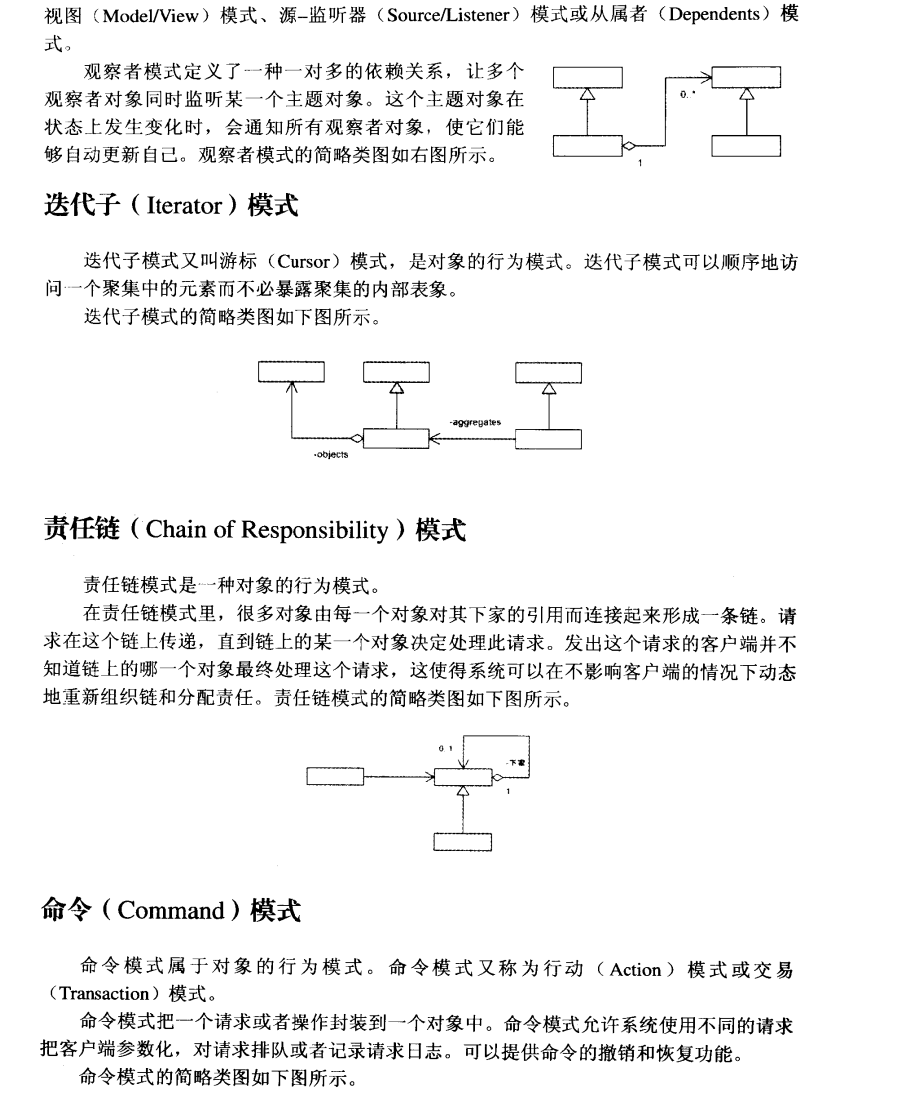 视图（Model/View）模式、源–监听器（Source/Listener）模式或从属者（Dependents）模
式。
观察者模式定义了一种一对多的依赖关系，让多个
观察者对象同时监听某一个主题对象。这个主题对象在
状态上发生变化时，会通知所有观察者对象，使它们能
够自动更新自己。观察者模式的简略类图如右图所示。
0..*
1
迭代子（Iterator）模式
迭代子模式又叫游标（Cursor）模式，是对象的行为模式。迭代子模式可以顺序地访
问一个聚集中的元素而不必暴露聚集的内部表象。
迭代子模式的简略类图如下图所示。
-aggregates
-objects
责任链（Chain of Responsibility）模式
责任链模式是一种对象的行为模式。
在责任链模式里，很多对象由每一个对象对其下家的引用而连接起来形成一条链。请
求在这个链上传递，直到链上的某一个对象决定处理此请求。发出这个请求的客户端并不
知道链上的哪一个对象最终处理这个请求，这使得系统可以在不影响客户端的情况下动态
地重新组织链和分配责任。责任链模式的简略类图如下图所示。
0..1
-下家
1
命令（Command）模式
命令模式属于对象的行为模式。命令模式又称为行动（Action）模式或交易
（Transaction）模式。
命令模式把一个请求或者操作封装到一个对象中。命令模式允许系统使用不同的请求
把客户端参数化，对请求排队或者记录请求日志。可以提供命令的撤销和恢复功能。
命令模式的简略类图如下图所示。